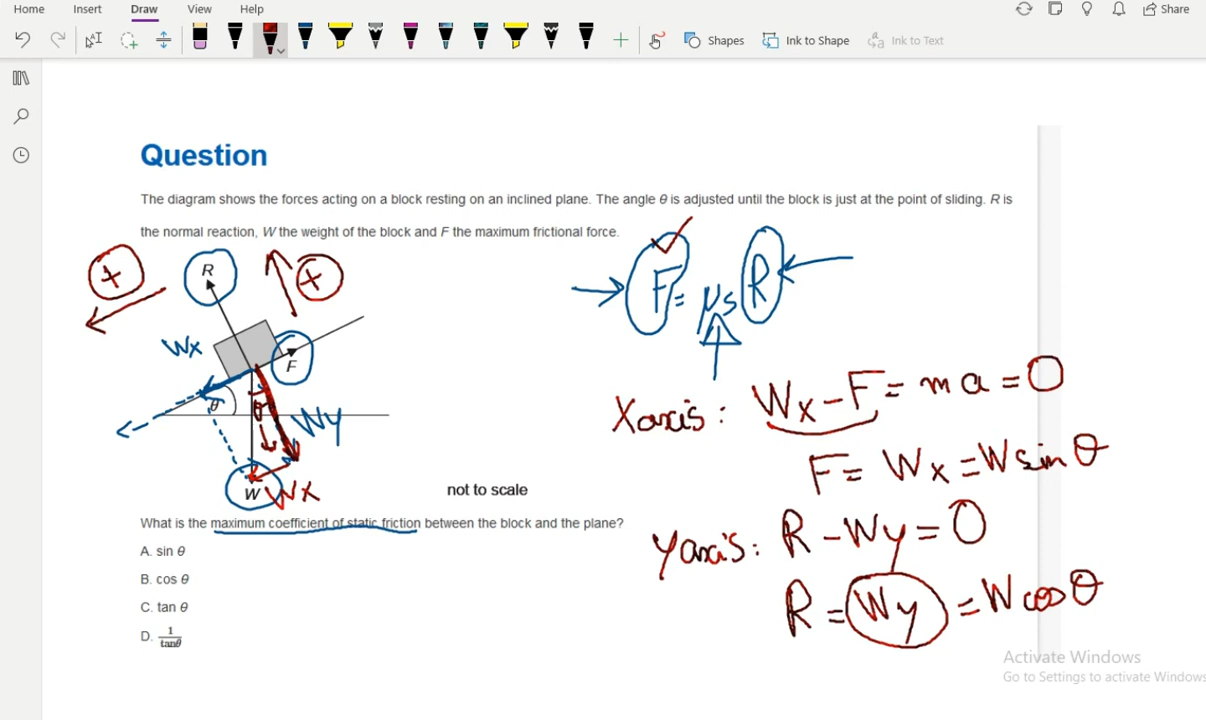 Home Insert Draw View Help Share
Shapes Ink to Shape Ink to Text
Question
The diagram shows the forces acting on a block resting on an inclined plane. The angle θ is adjusted until the block is just at the point of sliding. R is
the normal reaction, W the weight of the block and F the maximum frictional force.
+
R
+
F = μs R
Wx
F
θ
θ
Wy
W Wx
not to scale
X axis: Wx - F = ma = 0
F = Wx = W sin θ
What is the maximum coefficient of static friction between the block and the plane?
Y axis: R - Wy = 0
R = Wy = W cos θ
A. sin θ
B. cos θ
C. tan θ
D. 1/tanθ
Activate Windows
Go to Settings to activate Windows